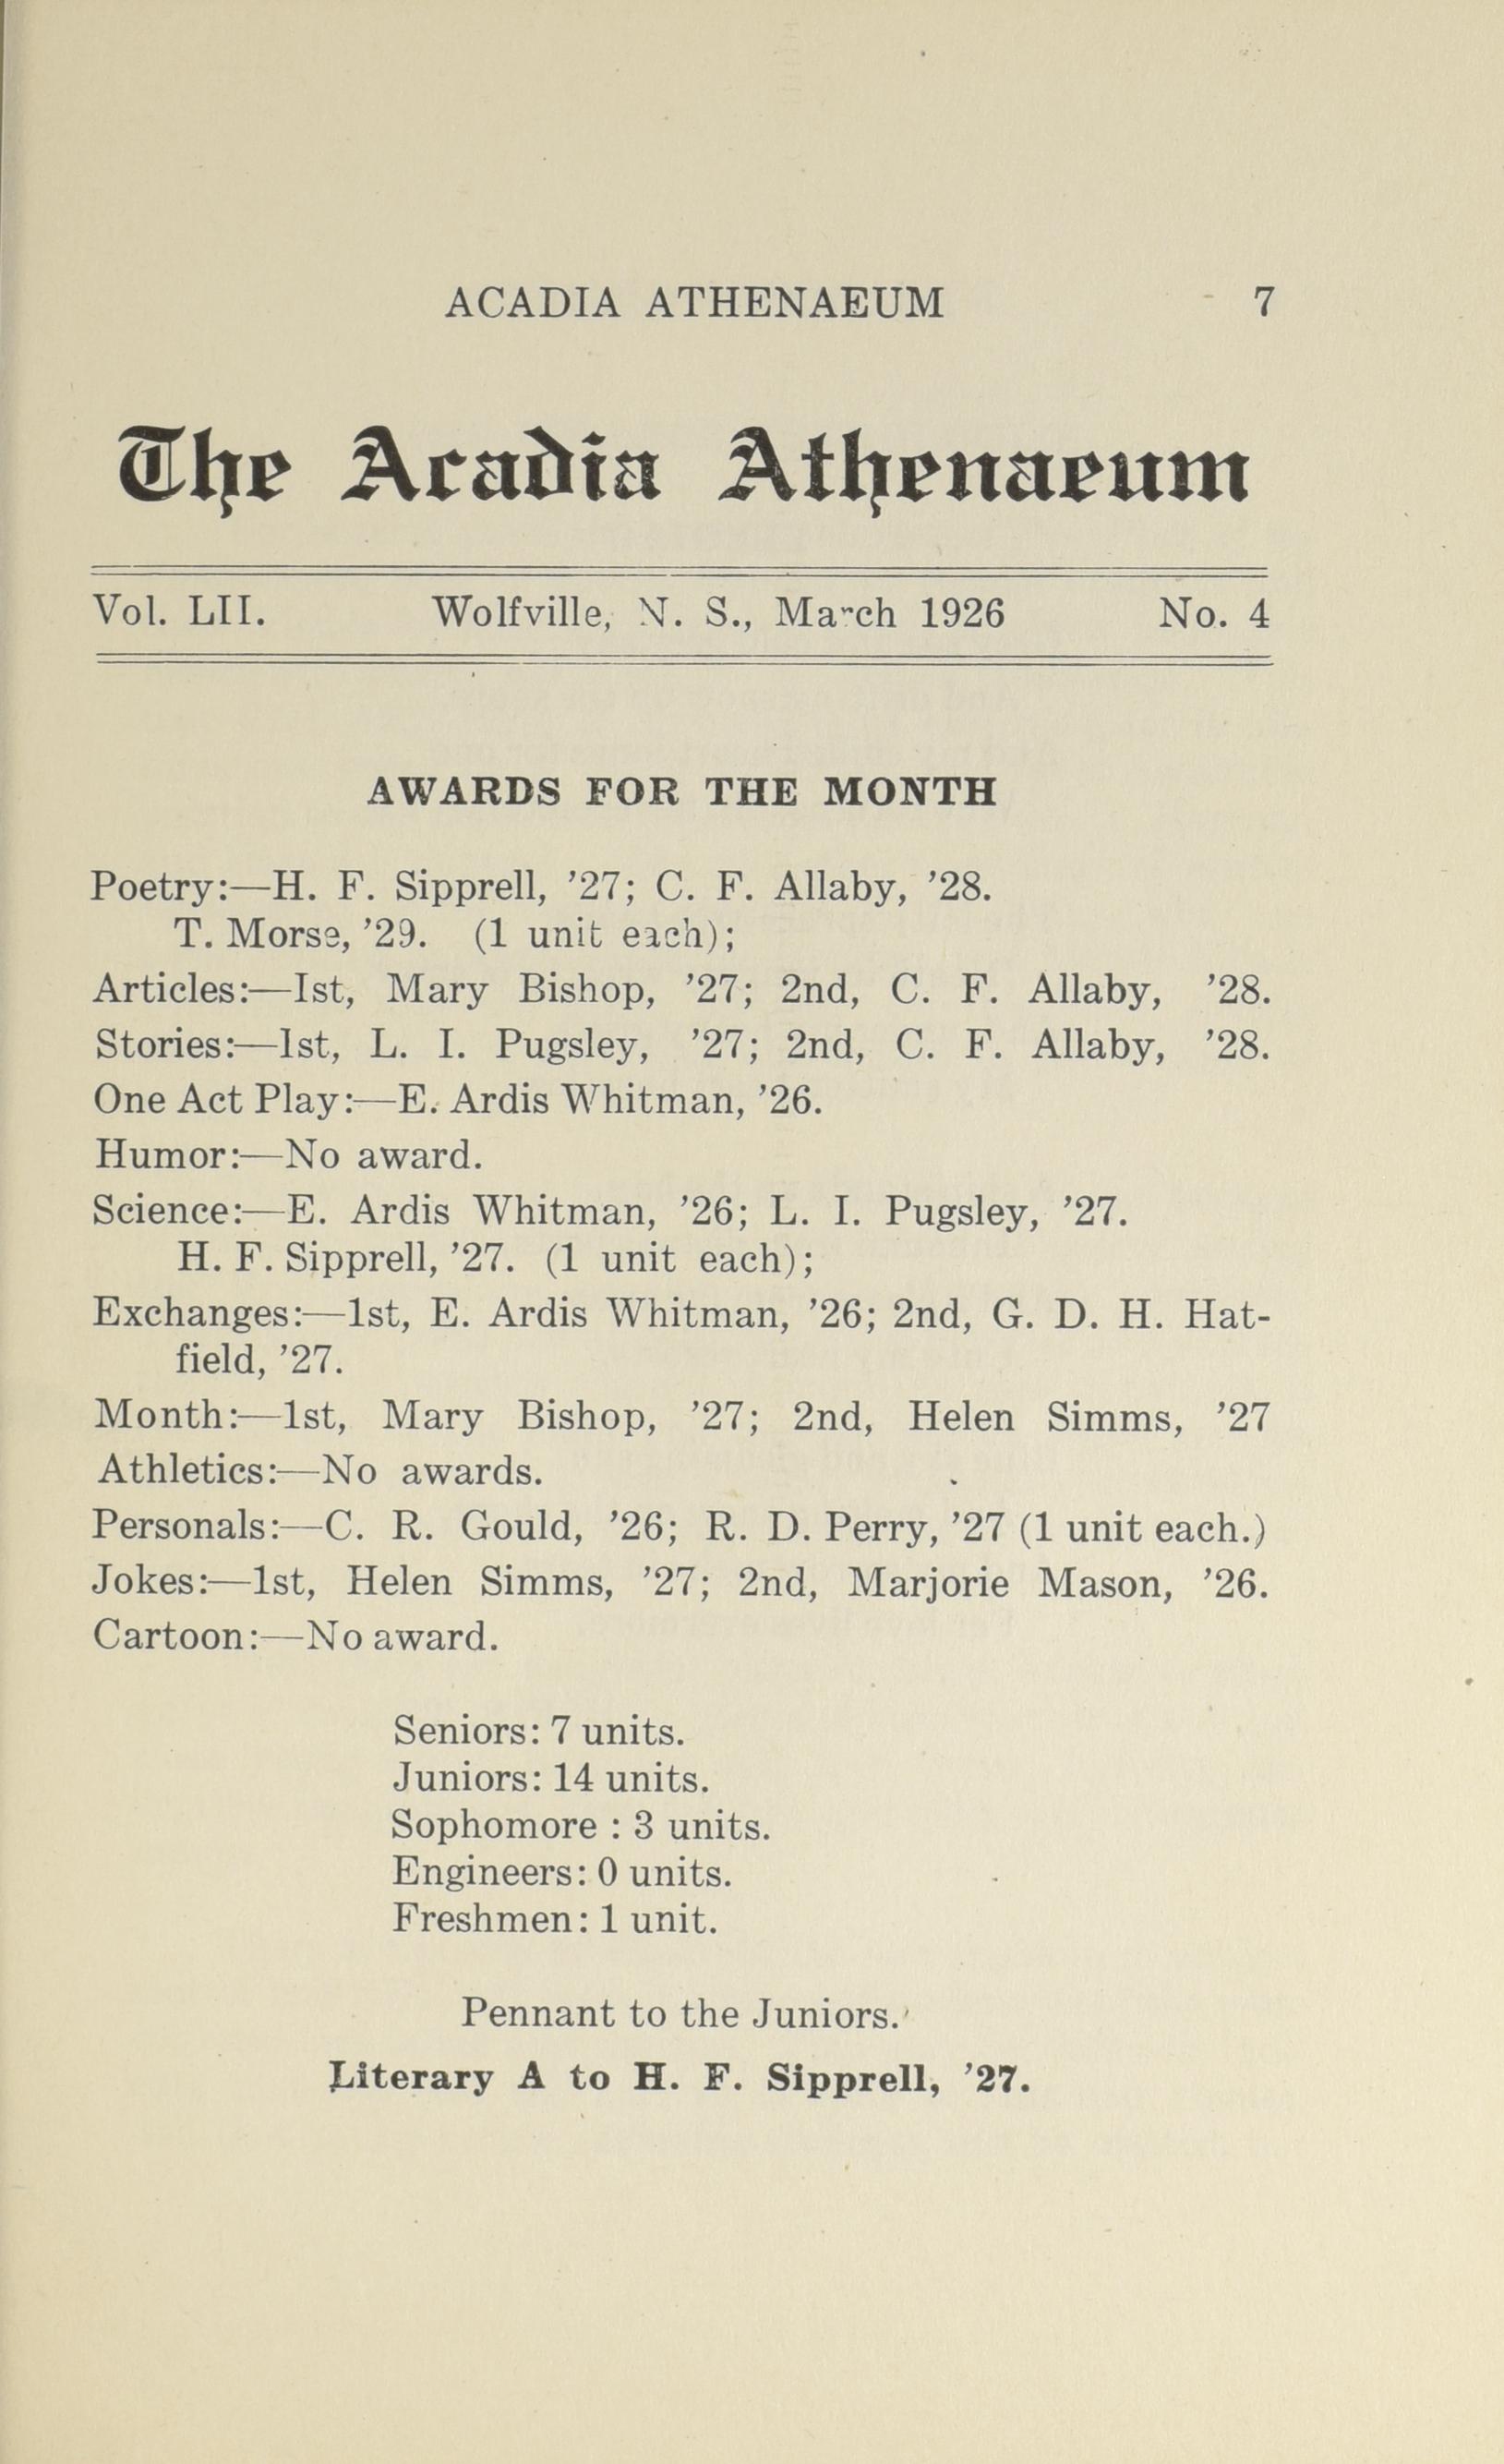 ACADIA ATHENAEUM 7
The Acadia Athenaeum
Vol. LII. Wolfville, N. S., March 1926 No. 4
AWARDS FOR THE MONTH
Poetry:—H. F. Sipprell, ’27; C. F. Allaby, ’28.
T. Morse, ’29. (1 unit each);
Articles:—Ist, Mary Bishop, ’27; 2nd, C. F. Allaby, ’28.
Stories:—1st, L. I. Pugsley, ’27; 2nd, C. F. Allaby, ’28.
One Act Play:—E. Ardis Whitman, ’26.
Humor:—No award.
Science:—E. Ardis Whitman, ’26; L. I. Pugsley, ’27.
H. F. Sipprell, ’27. (1 unit each);
Exchanges:—1st, E. Ardis Whitman, ’26; 2nd, G. D. H. Hat-
field, ’27.
Month:—1st, Mary Bishop, ’27; 2nd, Helen Simms, ’27
Athletics:—No awards.
Personals:—C. R. Gould, ’26; R. D. Perry, ’27 (1 unit each.)
Jokes:—1st, Helen Simms, ’27; 2nd, Marjorie Mason, ’26.
Cartoon:—No award.
Seniors: 7 units.
Juniors: 14 units.
Sophomore : 3 units.
Engineers: 0 units.
Freshmen: 1 unit.
Pennant to the Juniors.
Literary A to H. F. Sipprell, ’27.